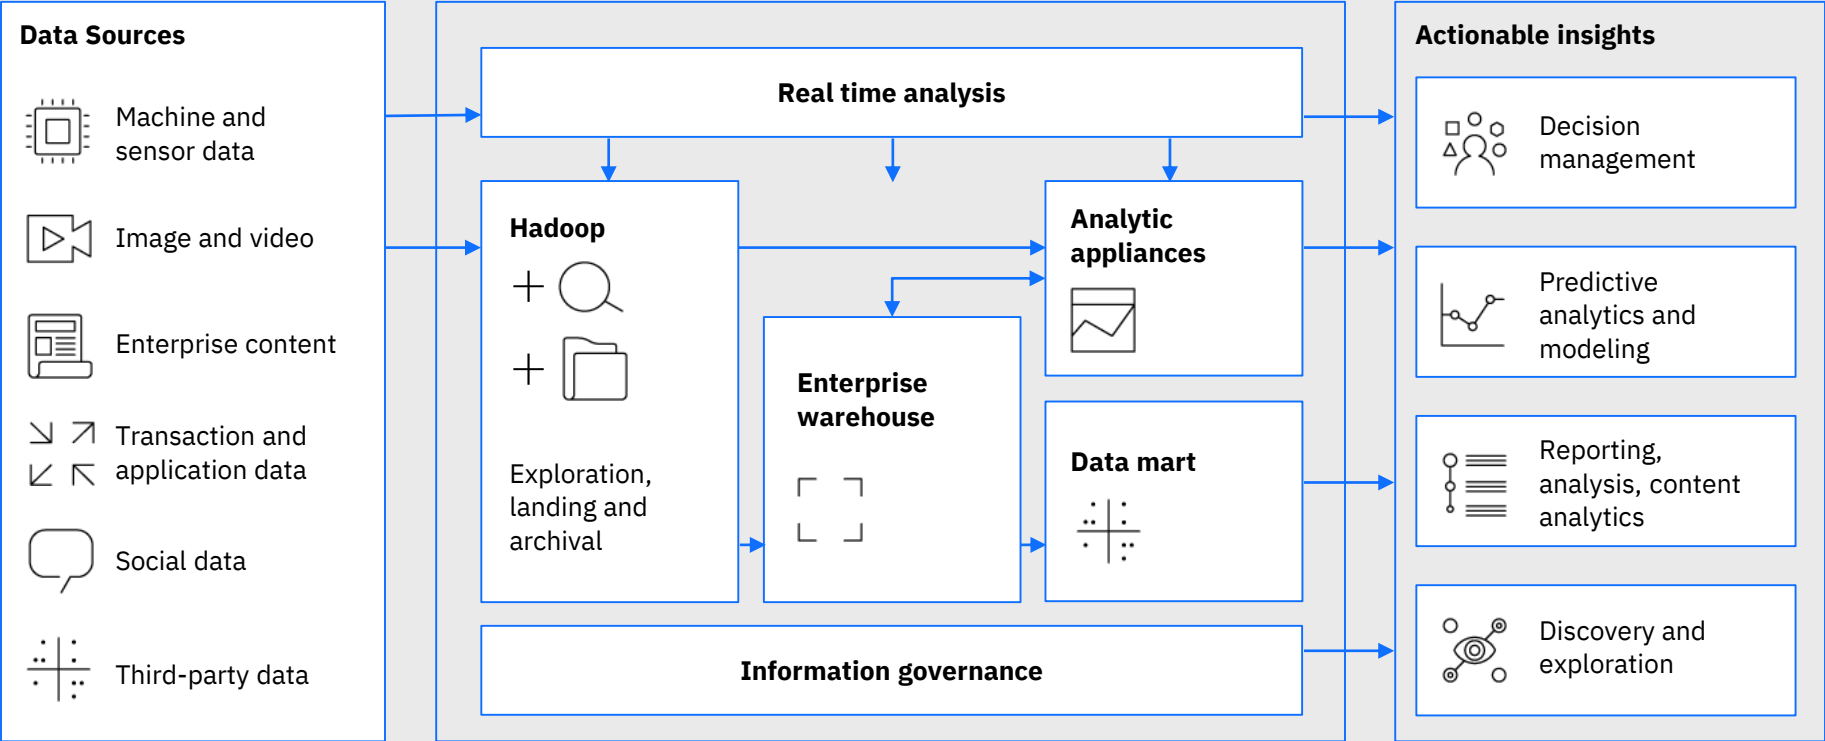 Data Sources
Machine and
sensor data
Image and video
Enterprise content
Transaction and
application data
Social data
Third-party data
Real time analysis
Hadoop
Exploration,
landing and
archival
Enterprise
warehouse
Analytic
appliances
Data mart
Information governance
Actionable insights
Decision
management
Predictive
analytics and
modeling
Reporting,
analysis, content
analytics
Discovery and
exploration